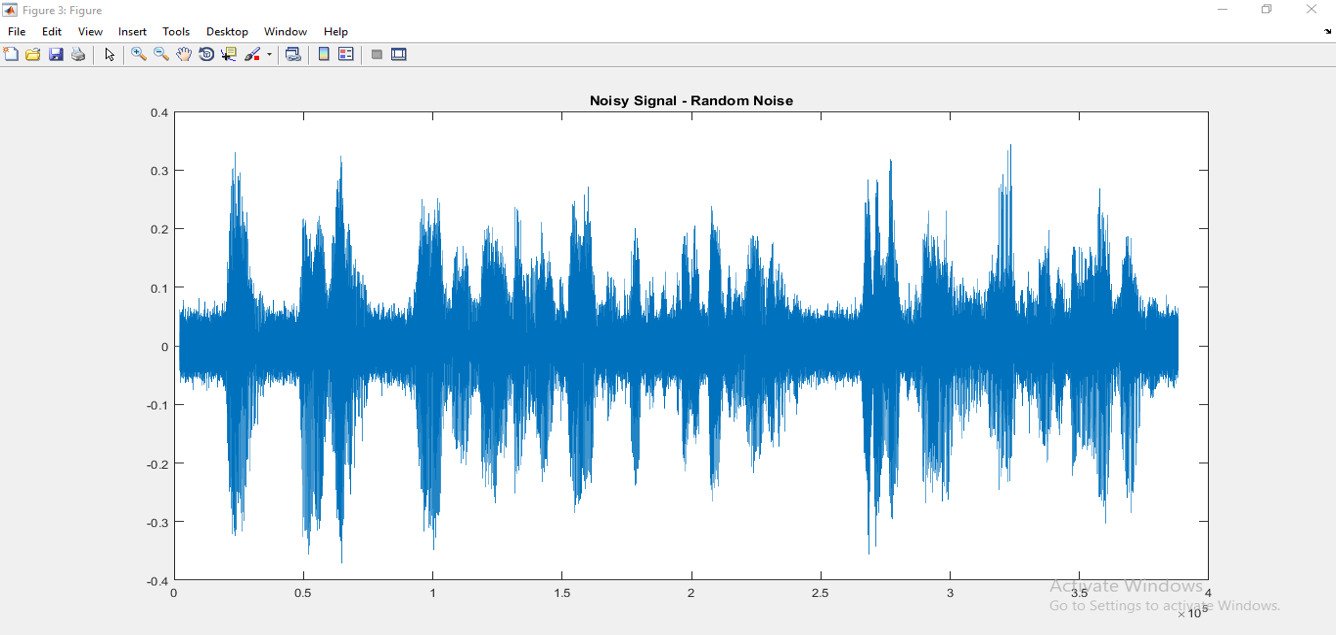 Figure 3: Figure
File Edit View Insert Tools Desktop Window Help
Noisy Signal - Random Noise
0.4
0.3
0.2
0.1
0
-0.1
-0.2
-0.3
-0.4
0 0.5 1 1.5 2 2.5 3 3.5 4
× 10^5
Activate Windows
Go to Settings to activate Windows.